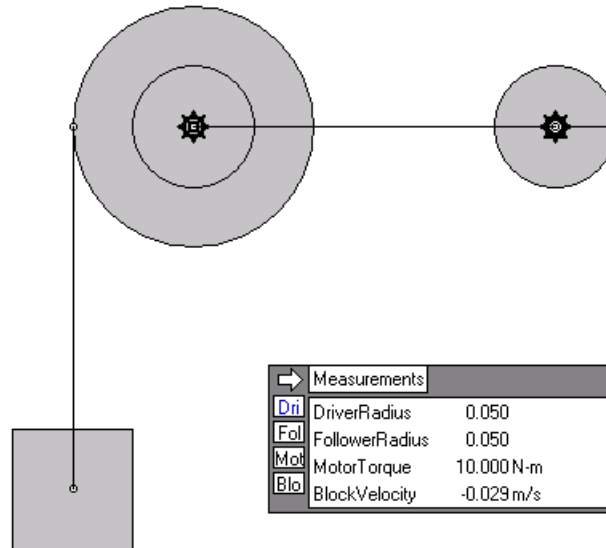 Measurements
Dri DriverRadius 0.050
Fol FollowerRadius 0.050
Mot MotorTorque 10.000 N-m
Blo BlockVelocity -0.029 m/s